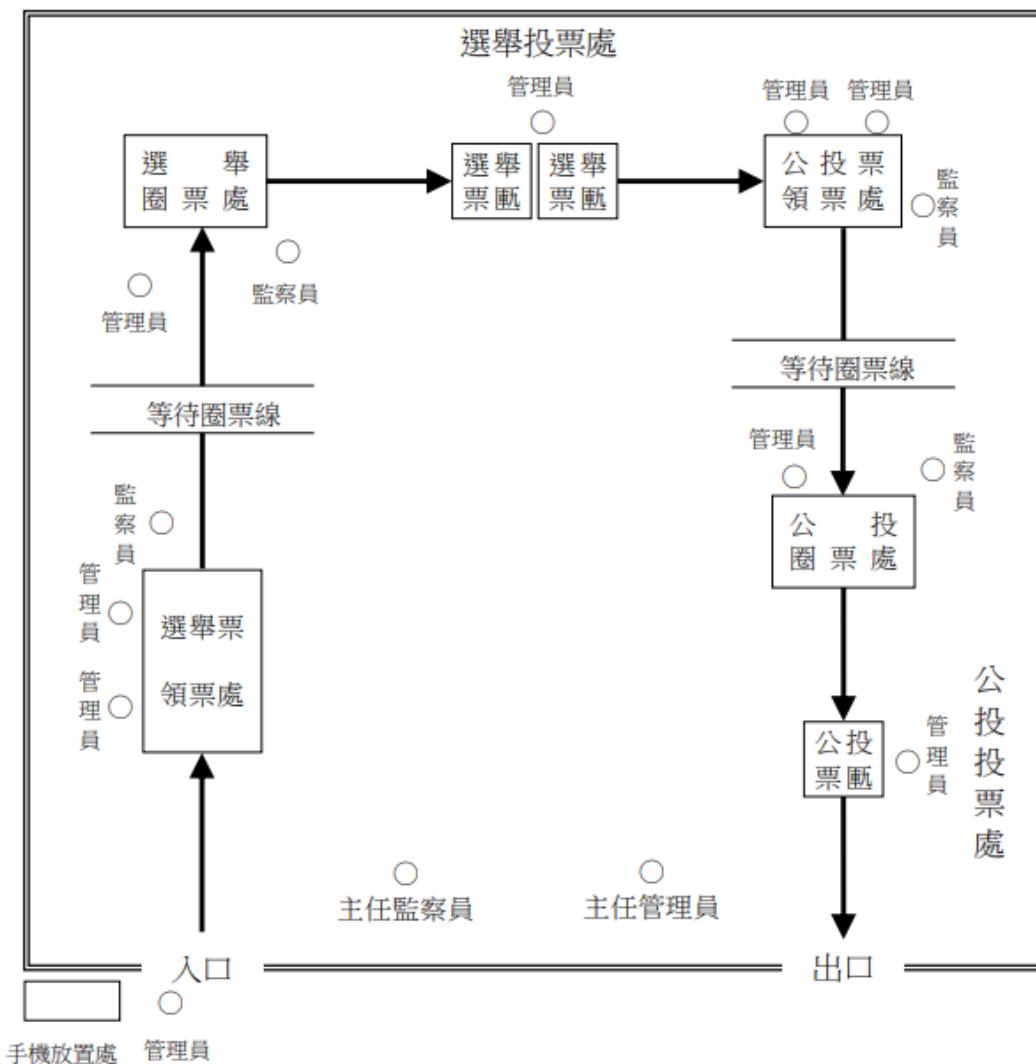 選舉投票處
管理員
管理員
管理員
選舉
圈票處
選舉
票匭
選舉
票匭
公投票
領票處
監察員
管理員
監察員
等待圈票線
等待圈票線
管理員
監察員
監察員
管理員
選舉票
領票處
管理員
公投
圈票處
公投
票匭
管理員
公投投票處
主任監察員
主任管理員
入口
出口
手機放置處
管理員